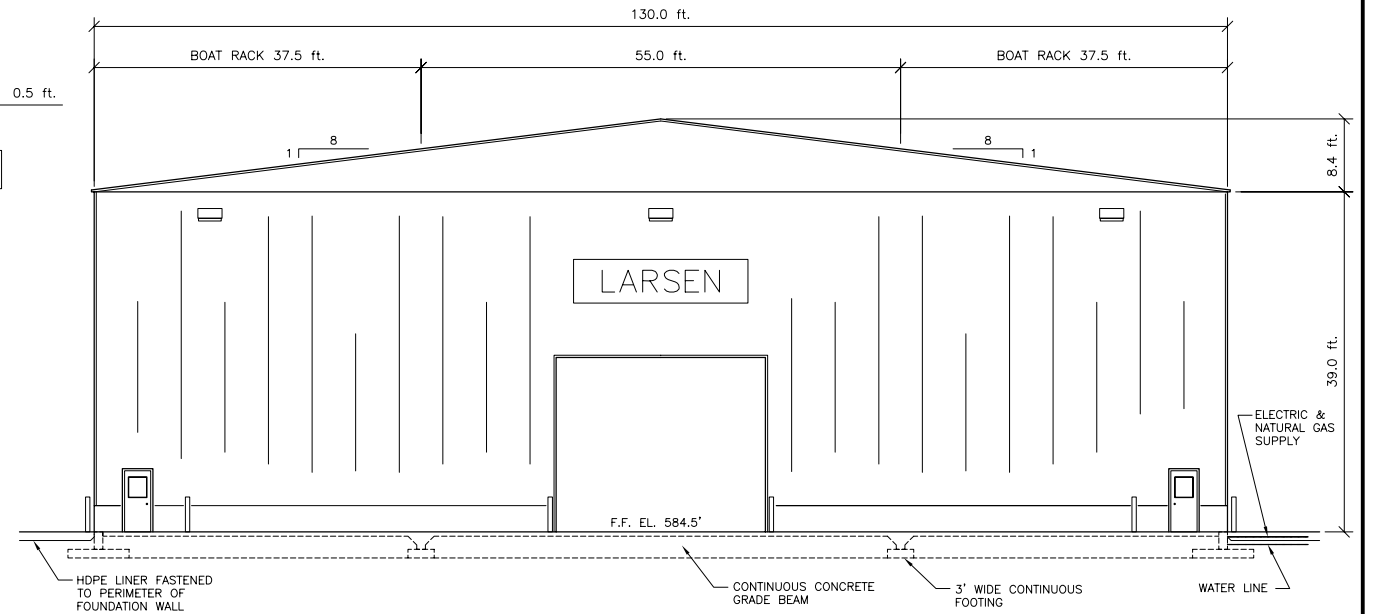 130.0 ft.
BOAT RACK 37.5 ft.
55.0 ft.
BOAT RACK 37.5 ft.
0.5 ft.
8
1
8
1
8.4 ft.
LARSEN
39.0 ft.
ELECTRIC &
NATURAL GAS
SUPPLY
F.F. EL. 584.5'
HDPE LINER FASTENED
TO PERIMETER OF
FOUNDATION WALL
CONTINUOUS CONCRETE
GRADE BEAM
3' WIDE CONTINUOUS
FOOTING
WATER LINE